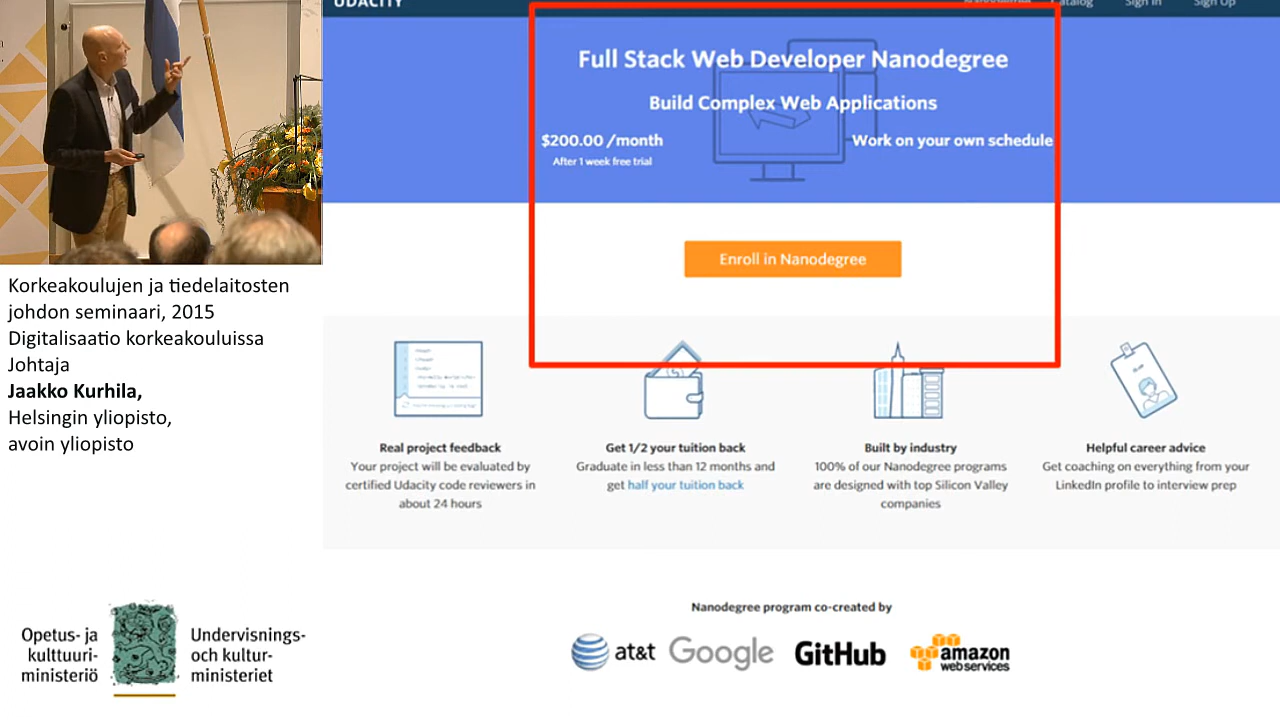 UDACITY
Nanodegree Catalog Sign In Sign Up
Full Stack Web Developer Nanodegree
Build Complex Web Applications
$200.00 /month
After 1 week free trial
Work on your own schedule
Enroll in Nanodegree
Korkeakoulujen ja tiedelaitosten
johdon seminaari, 2015
Digitalisaatio korkeakouluissa
Johtaja
Jaakko Kurhila,
Helsingin yliopisto,
avoin yliopisto
Real project feedback
Your project will be evaluated by
certified Udacity code reviewers in
about 24 hours
Get 1/2 your tuition back
Graduate in less than 12 months and
get half your tuition back
Built by industry
100% of our Nanodegree programs
are designed with top Silicon Valley
companies
Helpful career advice
Get coaching on everything from your
LinkedIn profile to interview prep
Opetus- ja
kulttuuri-
ministeriö
Undervisnings-
och kultur-
ministeriet
Nanodegree program co-created by
at&t
Google
GitHub
amazon
web services